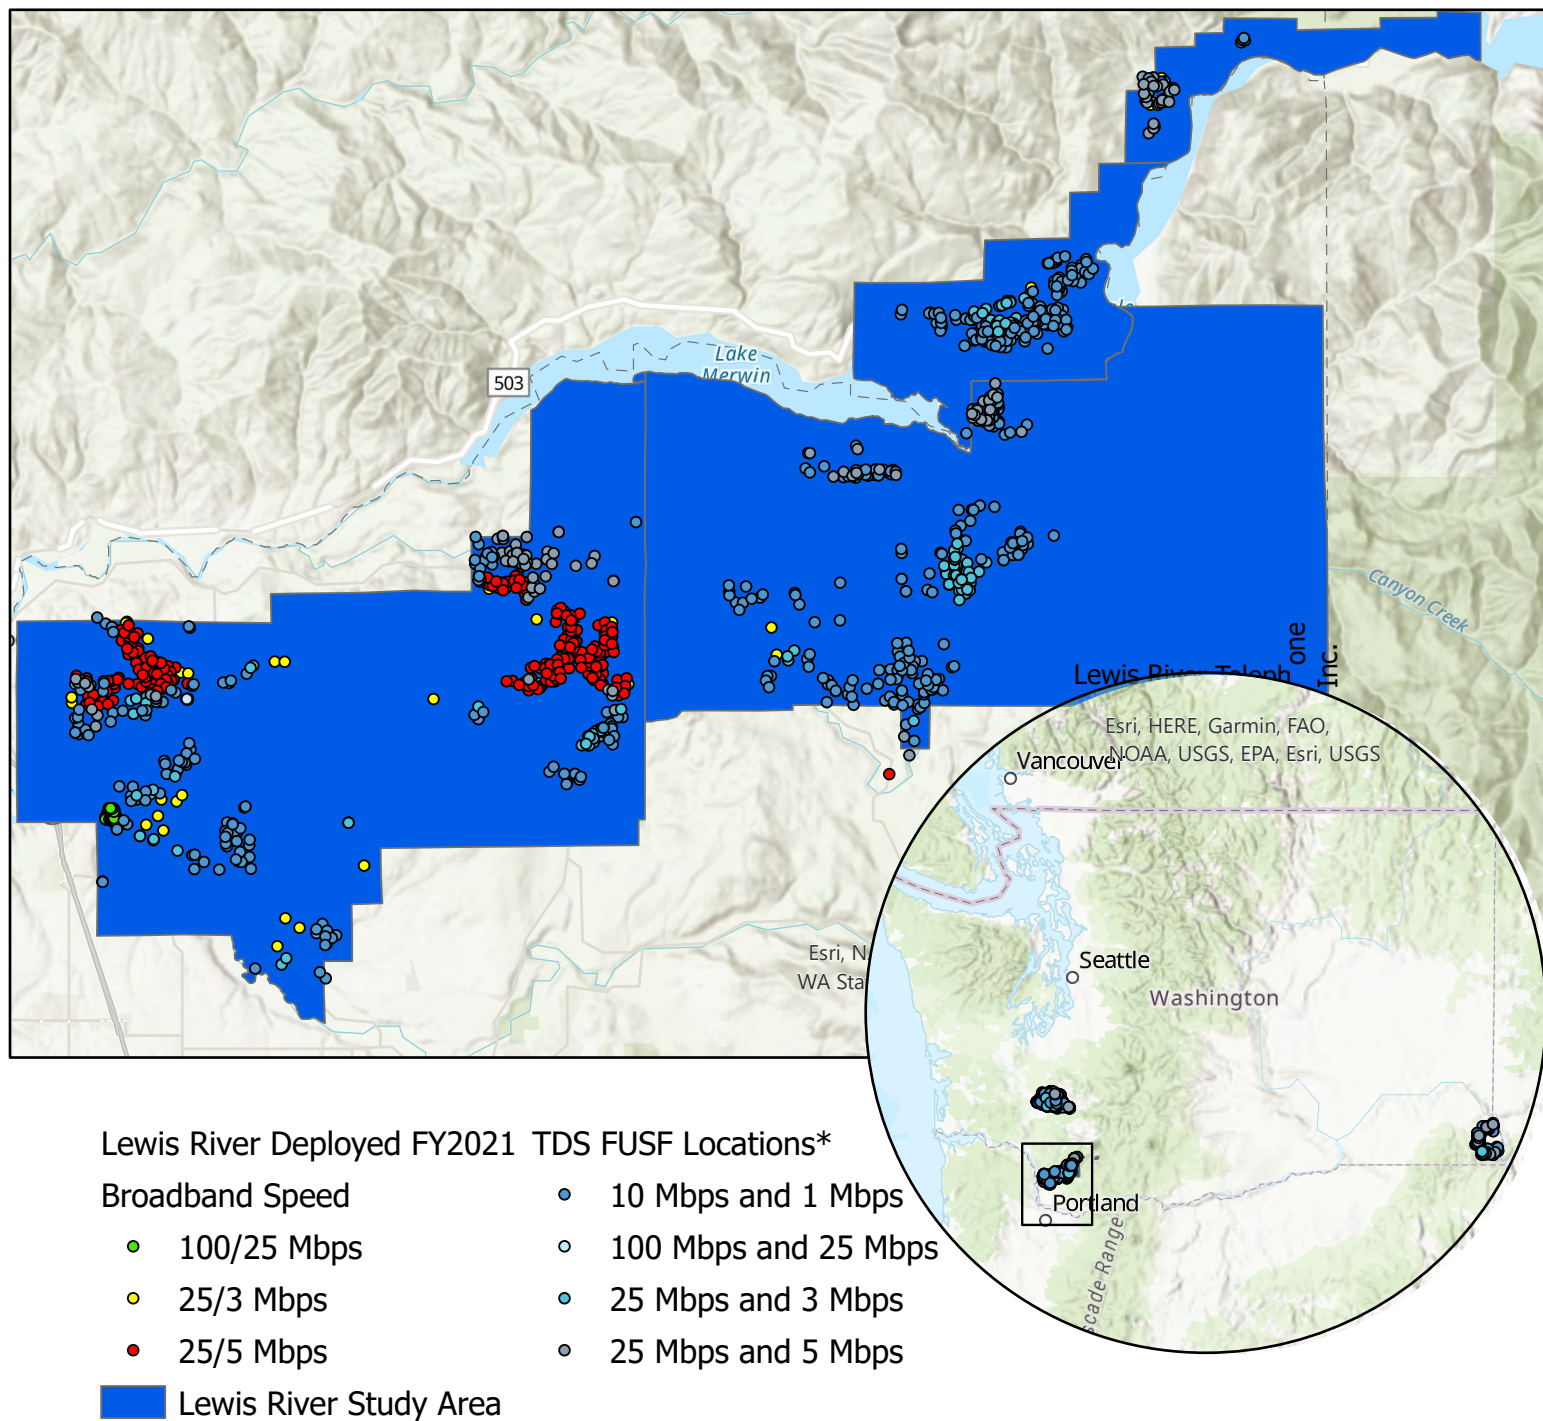 Lake
Merwin
503
Canyon Creek
Lewis River Teleph
one
Inc.
Esri, HERE, Garmin, FAO,
NOAA, USGS, EPA, Esri, USGS
Vancouver
Seattle
Washington
Esri, N
WA Sta
Portland
scade Range
Lewis River Deployed FY2021 TDS FUSF Locations*
Broadband Speed
10 Mbps and 1 Mbps
100/25 Mbps
100 Mbps and 25 Mbps
25/3 Mbps
25 Mbps and 3 Mbps
25/5 Mbps
25 Mbps and 5 Mbps
Lewis River Study Area